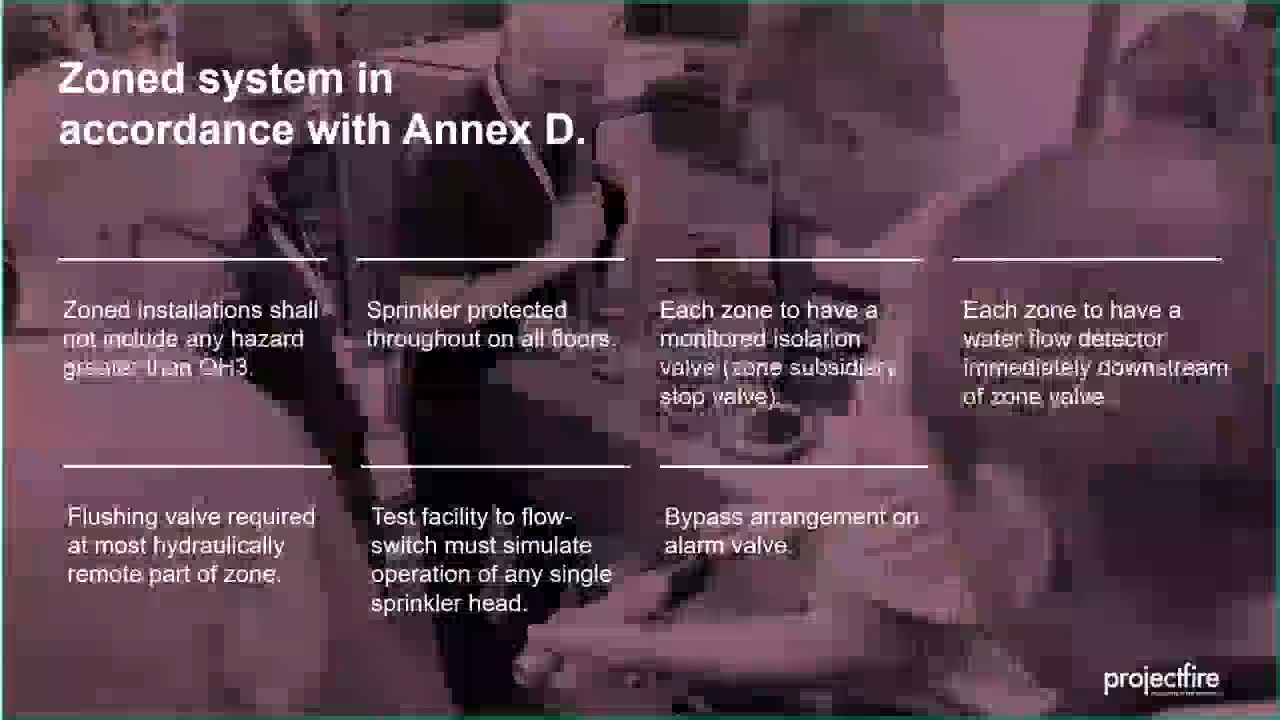 Zoned system in
accordance with Annex D.
Zoned installations shall
not include any hazard
greater than OH3.
Sprinkler protected
throughout on all floors.
Each zone to have a
monitored isolation
valve (zone subsidiary
stop valve).
Each zone to have a
water flow detector
immediately downstream
of zone valve
Flushing valve required
at most hydraulically
remote part of zone.
Test facility to flow-
switch must simulate
operation of any single
sprinkler head.
Bypass arrangement on
alarm valve
projectfire